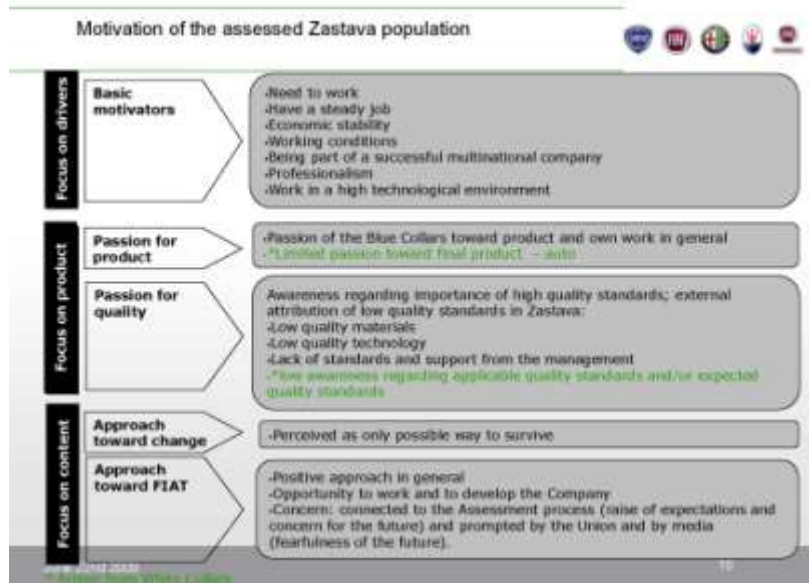 Motivation of the assessed Zastava population
FIAT
Focus on drivers
Basic
motivators
-Need to work
-Have a steady job
-Economic stability
-Working conditions
-Being part of a successful multinational company
-Professionalism
-Work in a high technological environment
Focus on product
Passion for
product
-Passion of the Blue Collars toward product and own work in general
-*Limited passion toward final product - auto
Passion for
quality
Awareness regarding importance of high quality standards; external
attribution of low quality standards in Zastava:
-Low quality materials
-Low quality technology
-Lack of standards and support from the management
-*low awareness regarding applicable quality standards and/or expected
quality standards
Focus on content
Approach
toward change
-Perceived as only possible way to survive
Approach
toward FIAT
-Positive approach in general
-Opportunity to work and to develop the Company
-Concern: connected to the Assessment process (raise of expectations and
concern for the future) and prompted by the Union and by media
(fearfulness of the future).
June 22nd
* from White Collars